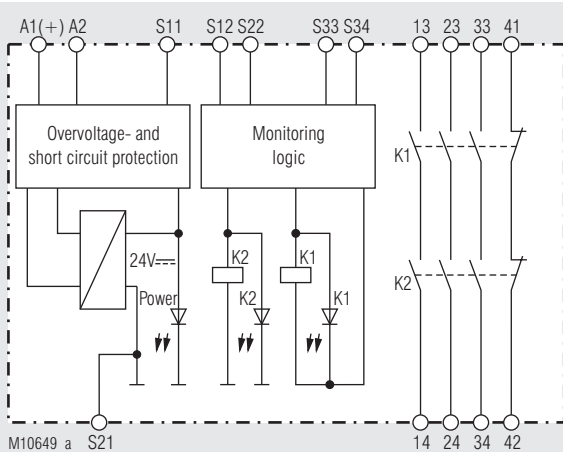 A1(+) A2 S11 S12 S22 S33 S34 13 23 33 41
Overvoltage- and
short circuit protection
Monitoring
logic
K1
24V
K2 K1
K2
Power K2 K1
M10649 a S21 14 24 34 42